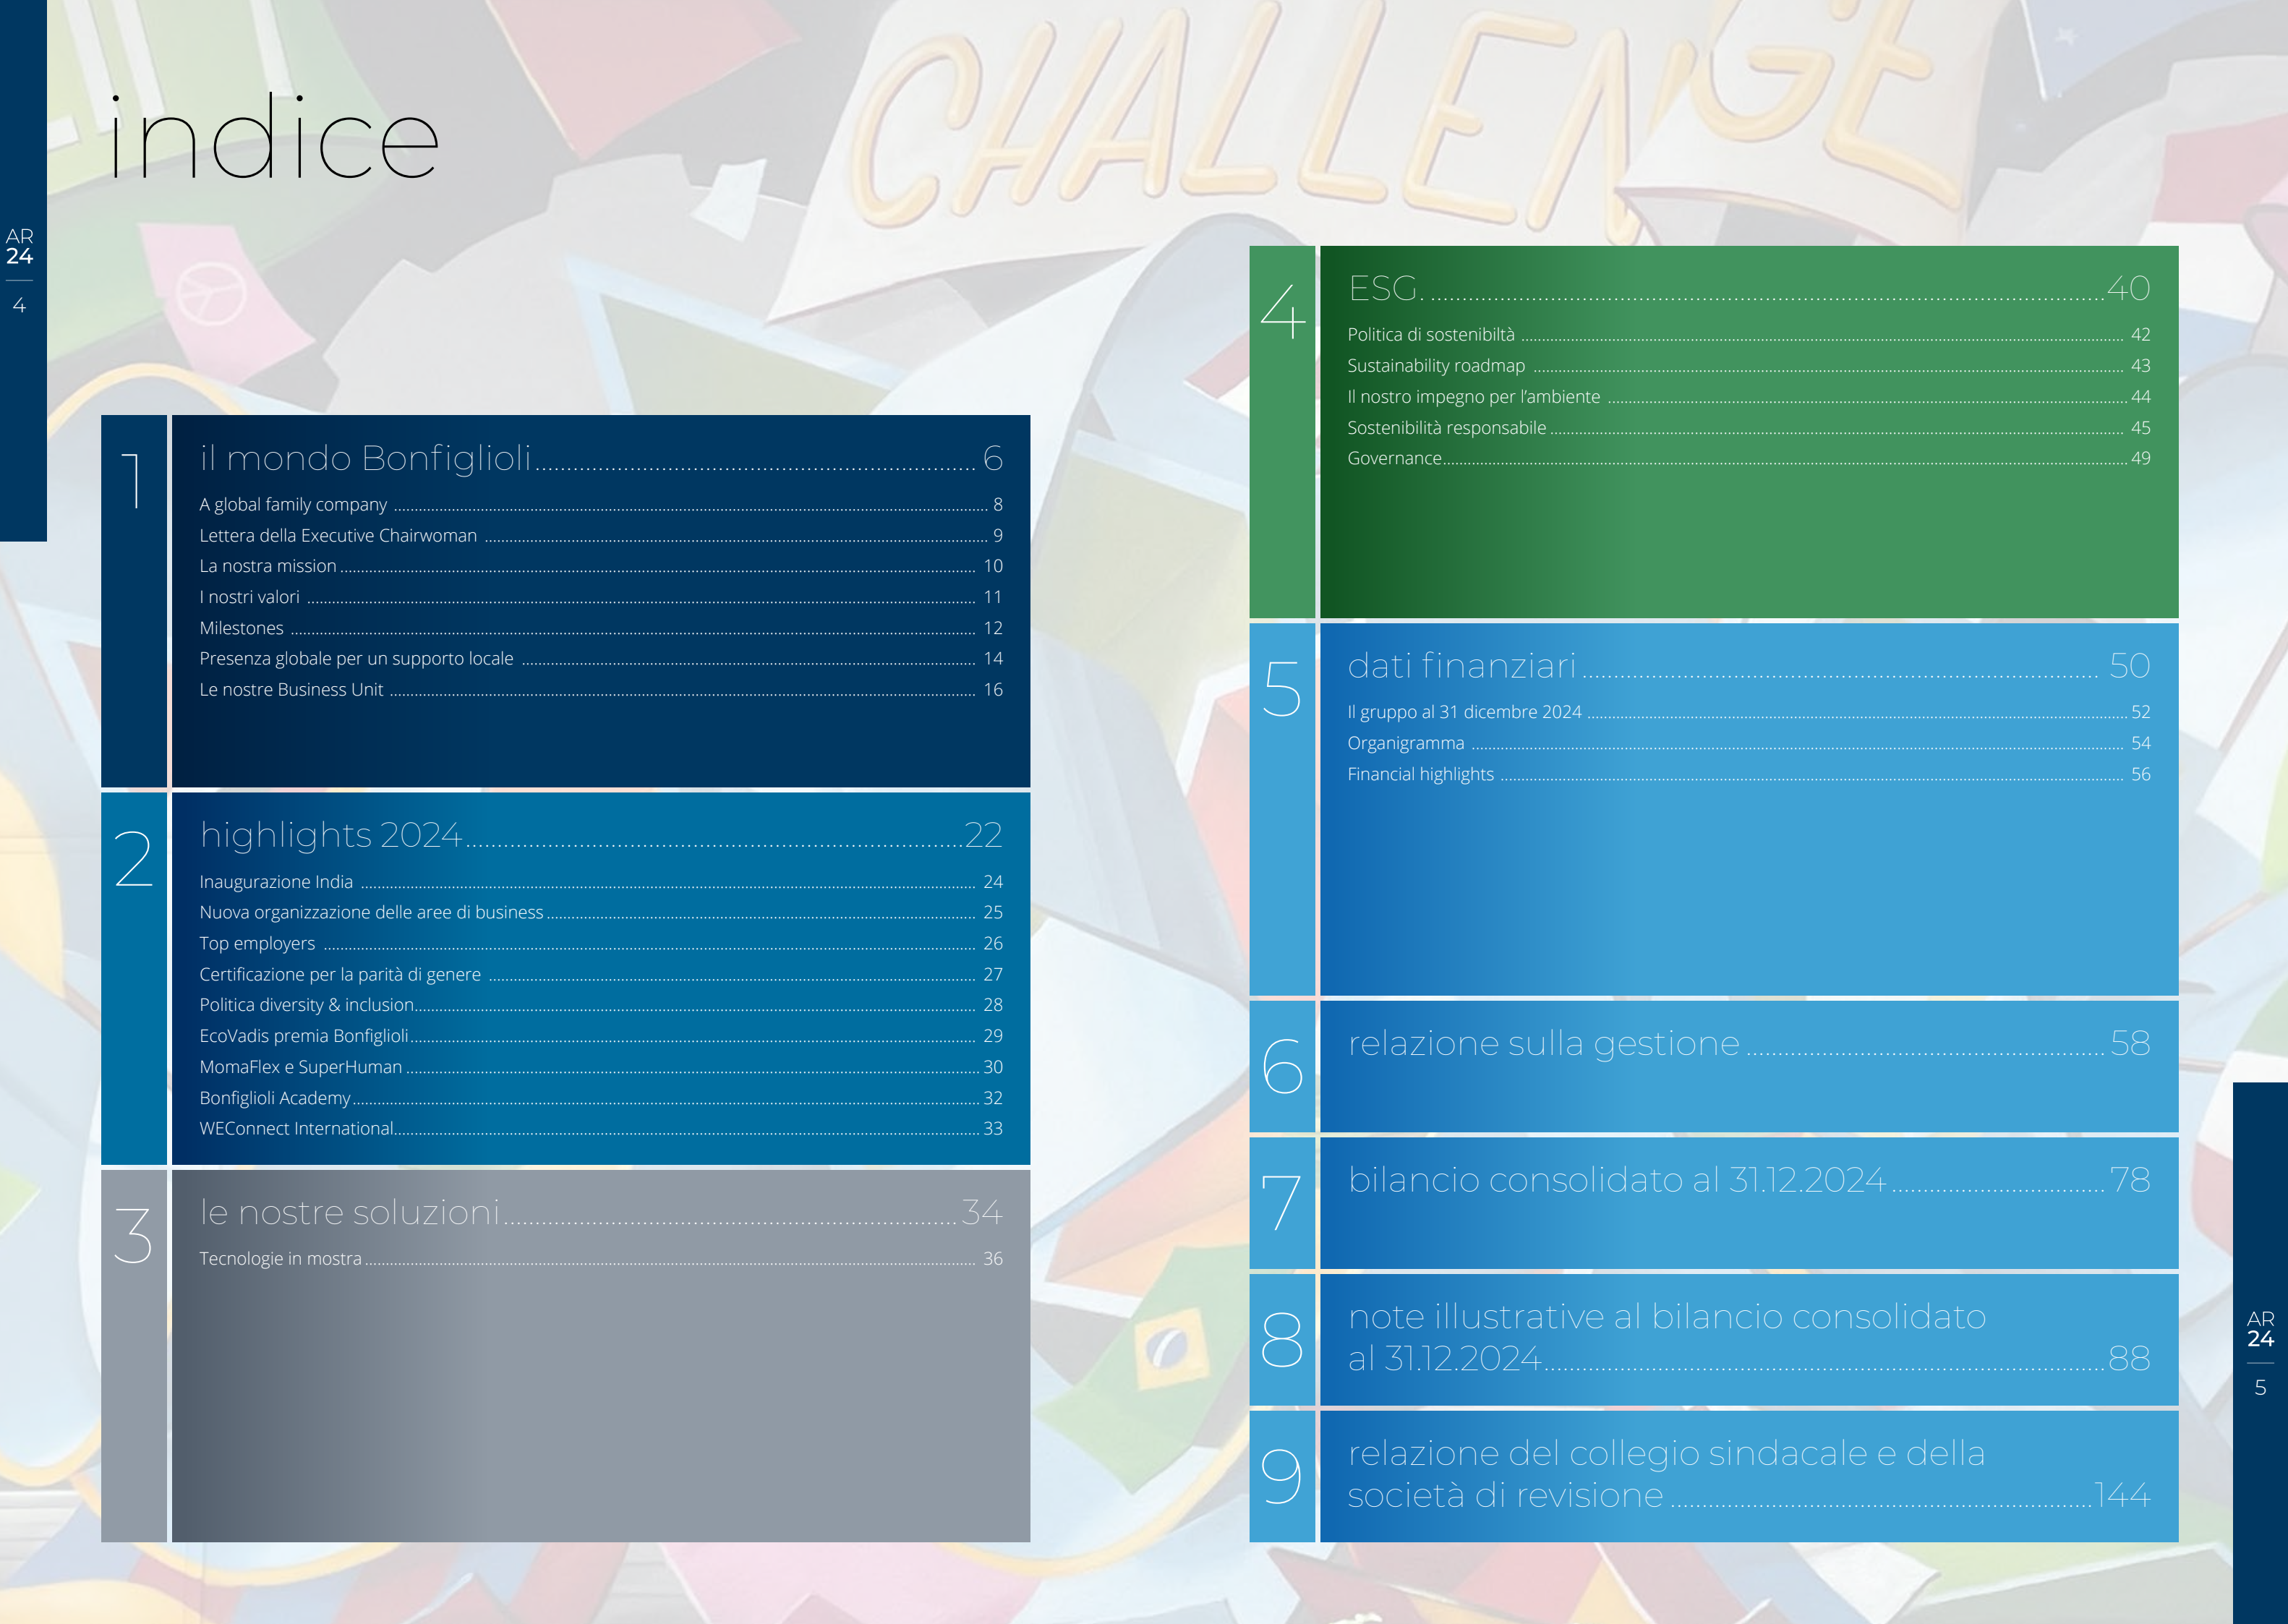 CHALLENGE
indice
AR
24
4
1
il mondo Bonfiglioli 6
A global family company 8
Lettera della Executive Chairwoman 9
La nostra mission 10
I nostri valori 11
Milestones 12
Presenza globale per un supporto locale 14
Le nostre Business Unit 16
2
highlights 2024 22
Inaugurazione India 24
Nuova organizzazione delle aree di business 25
Top employers 26
Certificazione per la parità di genere 27
Politica diversity & inclusion 28
EcoVadis premia Bonfiglioli 29
MomaFlex e SuperHuman 30
Bonfiglioli Academy 32
WEConnect International 33
3
le nostre soluzioni 34
Tecnologie in mostra 36
4
ESG 40
Politica di sostenibiltà 42
Sustainability roadmap 43
Il nostro impegno per l'ambiente 44
Sostenibilità responsabile 45
Governance 49
5
dati finanziari 50
Il gruppo al 31 dicembre 2024 52
Organigramma 54
Financial highlights 56
6
relazione sulla gestione 58
7
bilancio consolidato al 31.12.2024 78
8
note illustrative al bilancio consolidato
al 31.12.2024 88
9
relazione del collegio sindacale e della
società di revisione 144
AR
24
5